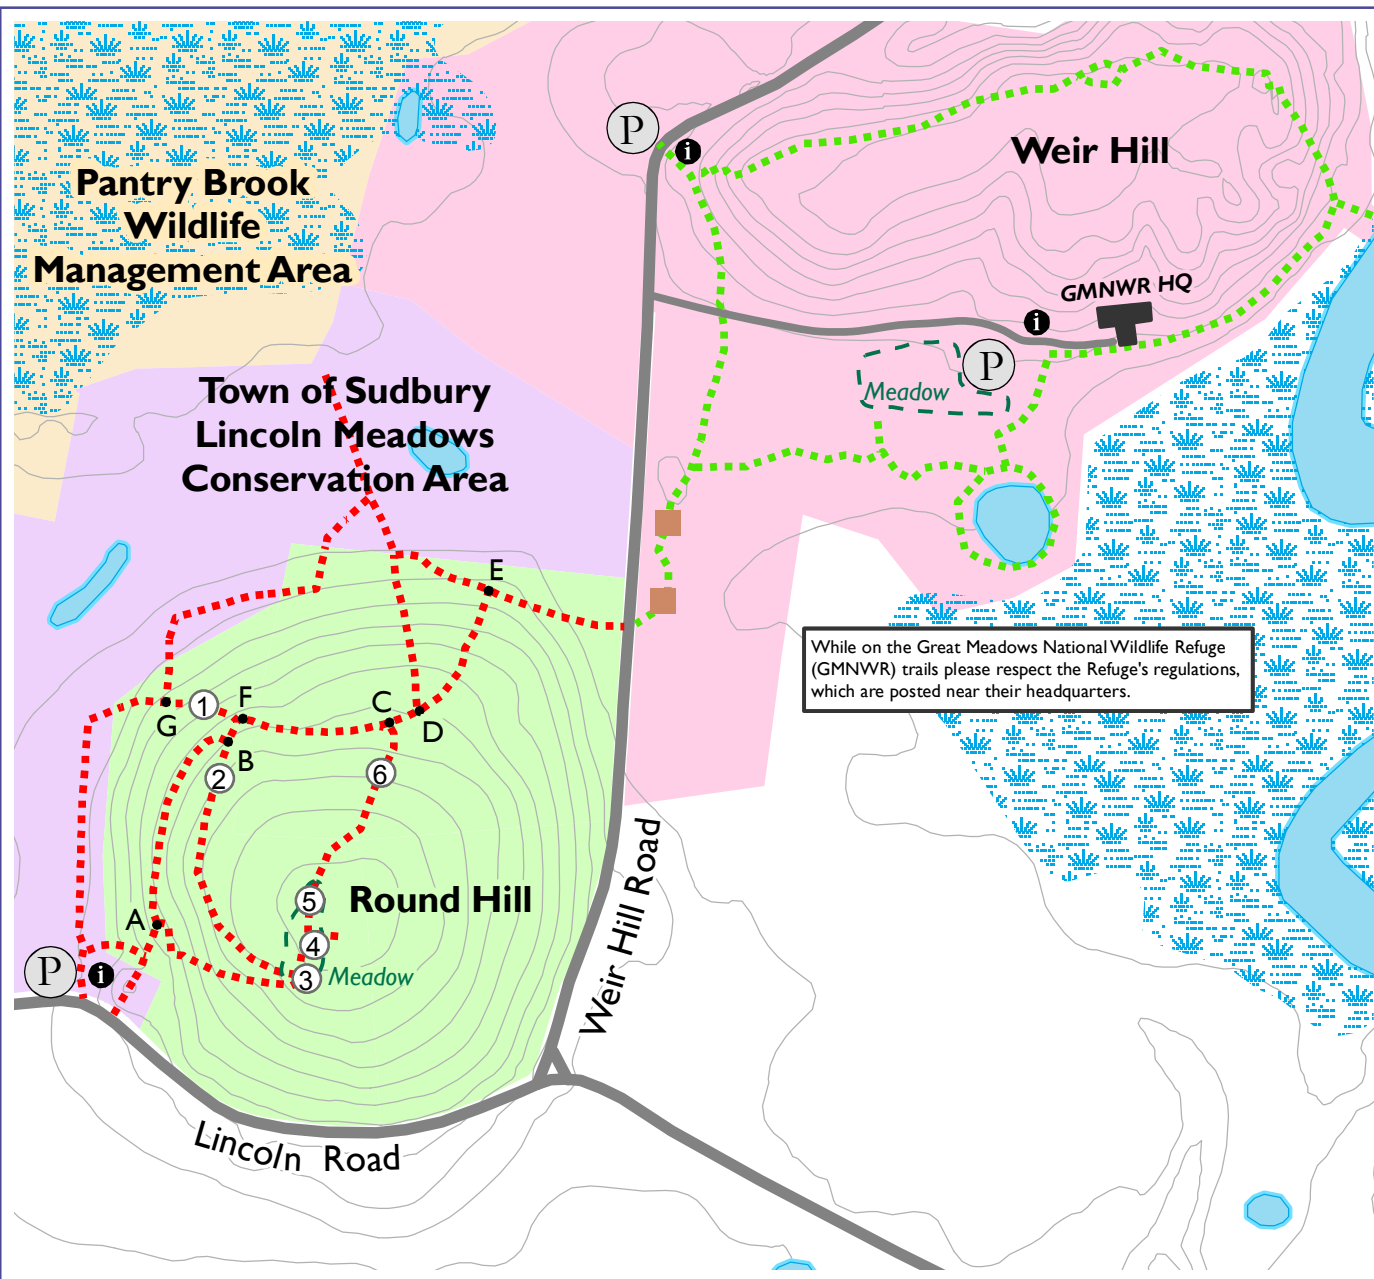 P
i
Weir Hill
Pantry Brook
Wildlife
Management Area
GMNWR HQ
i
P
Meadow
Town of Sudbury
Lincoln Meadows
Conservation Area
E
While on the Great Meadows National Wildlife Refuge
(GMNWR) trails please respect the Refuge's regulations,
which are posted near their headquarters.
G
1
F
C
D
B
2
6
5
Round Hill
A
4
3
Meadow
P
i
Weir Hill Road
Lincoln Road